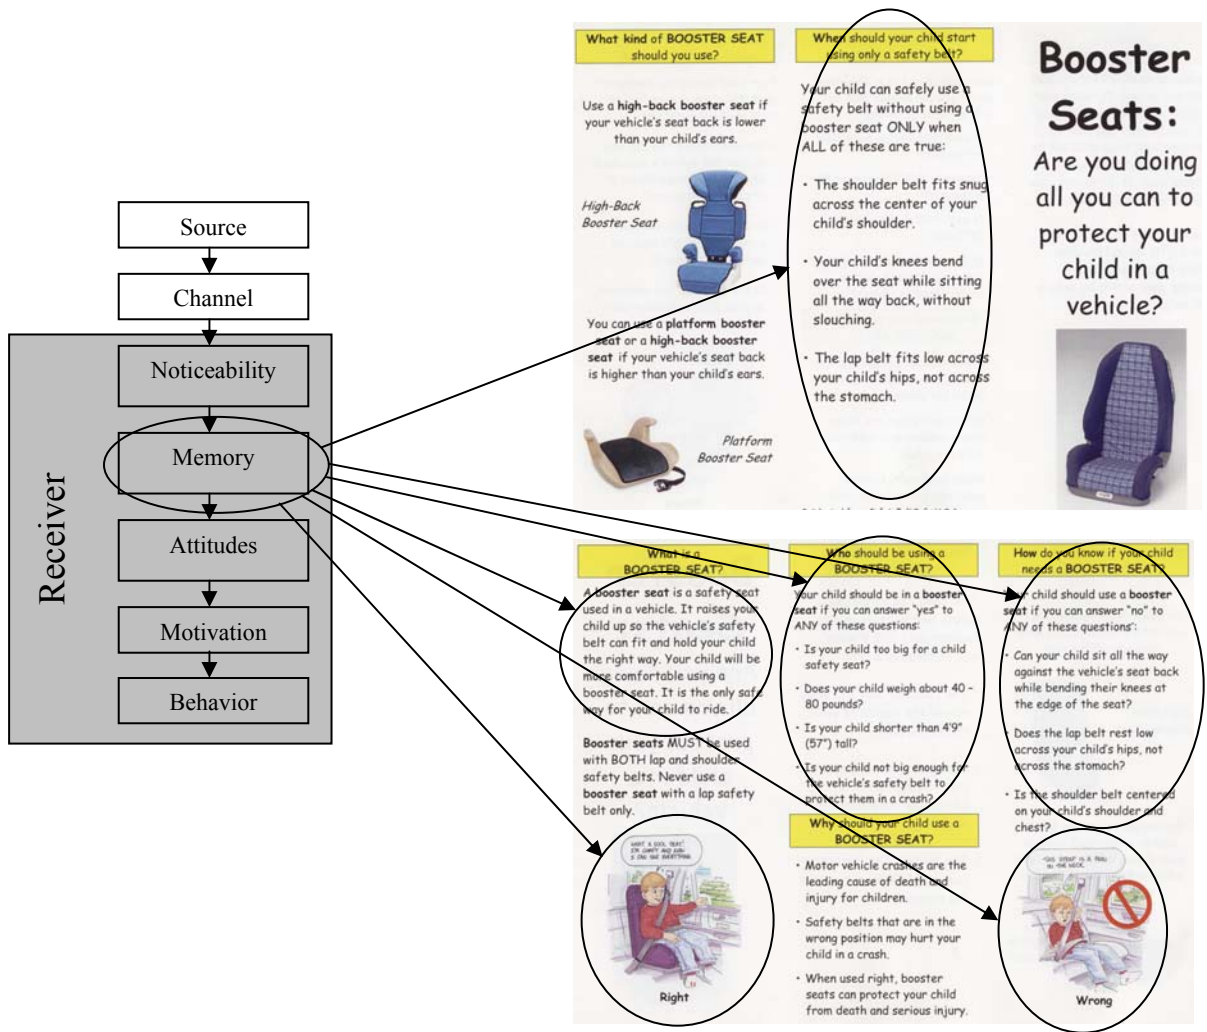 Source
Channel
Receiver
Noticeability
Memory
Attitudes
Motivation
Behavior
What kind of BOOSTER SEAT
should you use?
Use a high-back booster seat if
your vehicle's seat back is lower
than your child's ears.
High-Back
Booster Seat
You can use a platform booster
seat or a high-back booster
seat if your vehicle's seat back
is higher than your child's ears.
Platform
Booster Seat
When should your child start
using only a safety belt?
Your child can safely use a
safety belt without using a
booster seat ONLY when
ALL of these are true:
• The shoulder belt fits snug
across the center of your
child's shoulder.
• Your child's knees bend
over the seat while sitting
all the way back, without
slouching.
• The lap belt fits low across
your child's hips, not across
the stomach.
Booster
Seats:
Are you doing
all you can to
protect your
child in a
vehicle?
What is a
BOOSTER SEAT?
A booster seat is a safety seat
used in a vehicle. It raises your
child up so the vehicle's safety
belt can fit and hold your child
the right way. Your child will be
more comfortable using a
booster seat. It is the only safe
way for your child to ride.
Booster seats MUST be used
with BOTH lap and shoulder
safety belts. Never use a
booster seat with a lap safety
belt only.
WHAT A COOL SEAT!
I'M COMFY AND NOW
I CAN SEE EVERYTHING
Right
Who should be using a
BOOSTER SEAT?
Your child should be in a booster
seat if you can answer "yes" to
ANY of these questions:
• Is your child too big for a child
safety seat?
• Does your child weigh about 40 –
80 pounds?
• Is your child shorter than 4'9"
(57") tall?
• Is your child not big enough for
the vehicle's safety belt to
protect them in a crash?
Why should your child use a
BOOSTER SEAT?
• Motor vehicle crashes are the
leading cause of death and
injury for children.
• Safety belts that are in the
wrong position may hurt your
child in a crash.
• When used right, booster
seats can protect your child
from death and serious injury.
How do you know if your child
needs a BOOSTER SEAT?
Your child should use a booster
seat if you can answer "no" to
ANY of these questions:
• Can your child sit all the way
against the vehicle's seat back
while bending their knees at
the edge of the seat?
• Does the lap belt rest low
across your child's hips, not
across the stomach?
• Is the shoulder belt centered
on your child's shoulder and
chest?
THIS STRAP IS A PAIN
IN THE NECK.
Wrong